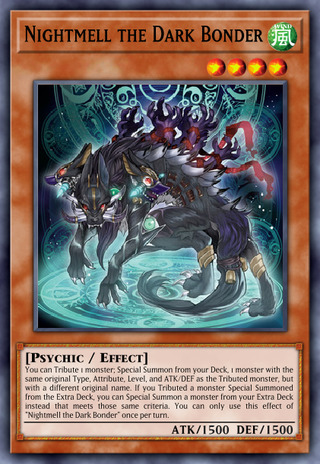 Nightmell the Dark Bonder
WIND
風
[Psychic / Effect]
You can Tribute 1 monster; Special Summon from your Deck, 1 monster with the
same original Type, Attribute, Level, and ATK/DEF as the Tributed monster, but
with a different original name. If you Tributed a monster Special Summoned
from the Extra Deck, you can Special Summon a monster from your Extra Deck
instead that meets those same criteria. You can only use this effect of
"Nightmell the Dark Bonder" once per turn.
ATK/1500 DEF/1500